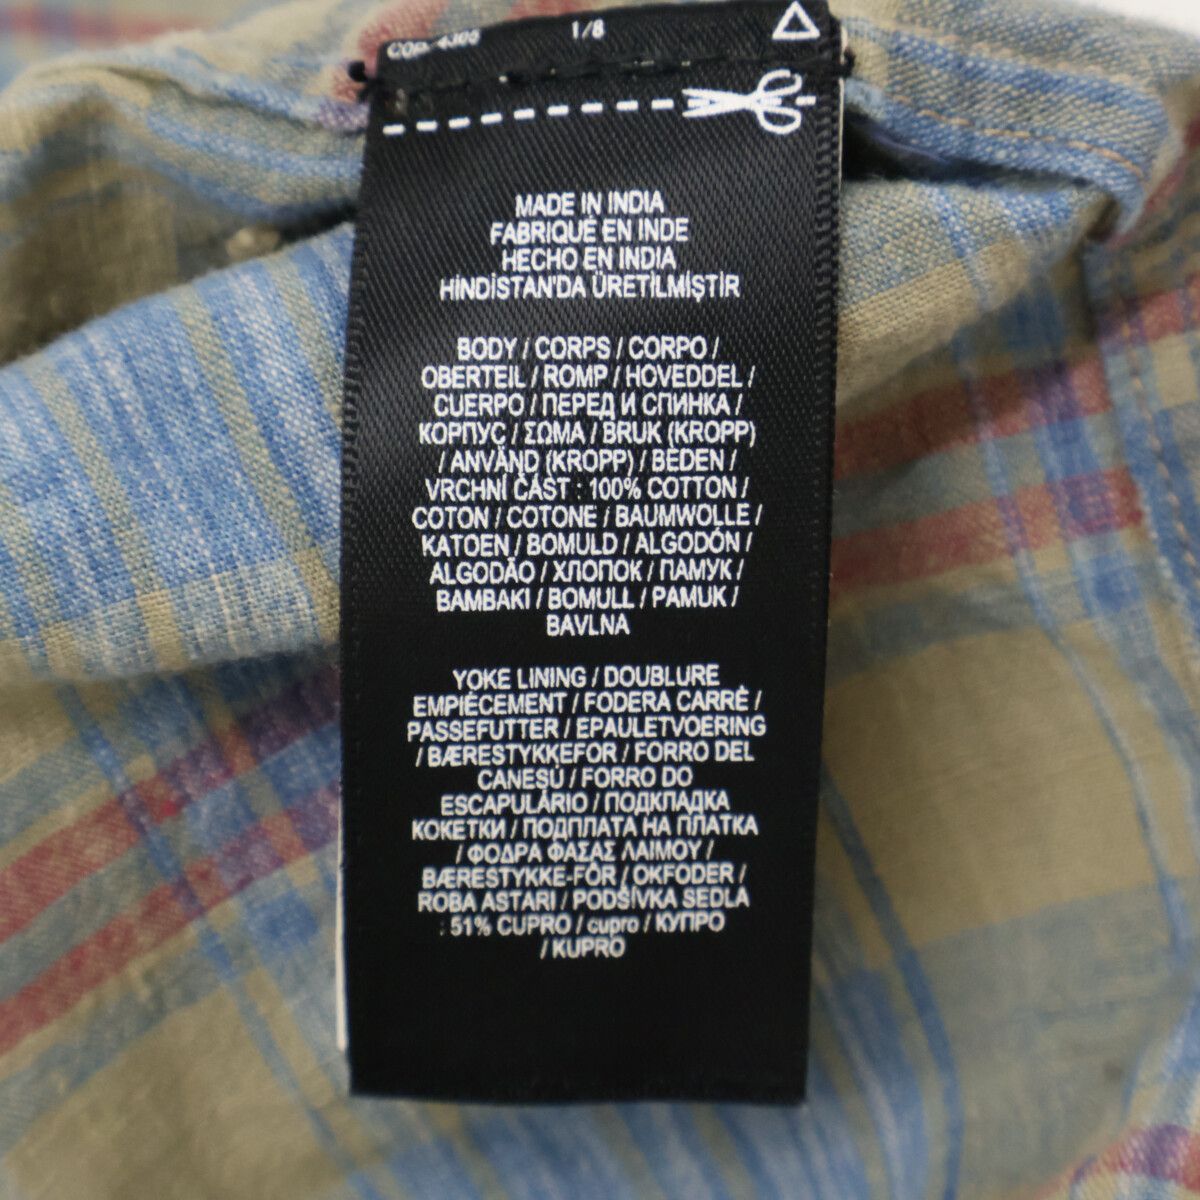 1/8
MADE IN INDIA
FABRIQUÉ EN INDE
HECHO EN INDIA
HİNDİSTAN'DA ÜRETİLMİŞTİR
BODY / CORPS / CORPO /
OBERTEIL / ROMP / HOVEDDEL /
CUERPO / ПЕРЕД И СПИНКА /
КОРПУС / ΣΩΜΑ / BRUK (KROPP)
/ ANVÄND (KROPP) / BEDEN /
VRCHNÍ ČÁST : 100% COTTON /
COTON / COTONE / BAUMWOLLE /
KATOEN / BOMULD / ALGODÓN /
ALGODÃO / ХЛОПОК / ПАМУК /
BAMBAKI / BOMULL / PAMUK /
BAVLNA
YOKE LINING / DOUBLURE
EMPIÈCEMENT / FODERA CARRÈ /
PASSEFUTTER / EPAULETVOERING
/ BÆRESTYKKEFOR / FORRO DEL
CANESÚ / FORRO DO
ESCAPULÁRIO / ПОДКПАДКА
КОКЕТКИ / ПОДПЛАТА НА ПЛАТКА
/ ΦΟΔΡΑ ΦΑΣΑΣ ΛΑΙΜΟΥ /
BÆRESTYKKE-FÔR / OKFODER /
ROBA ASTARI / PODŠÍVKA SEDLA
: 51% CUPRO / cupro / КУПРО
/ KUPRO